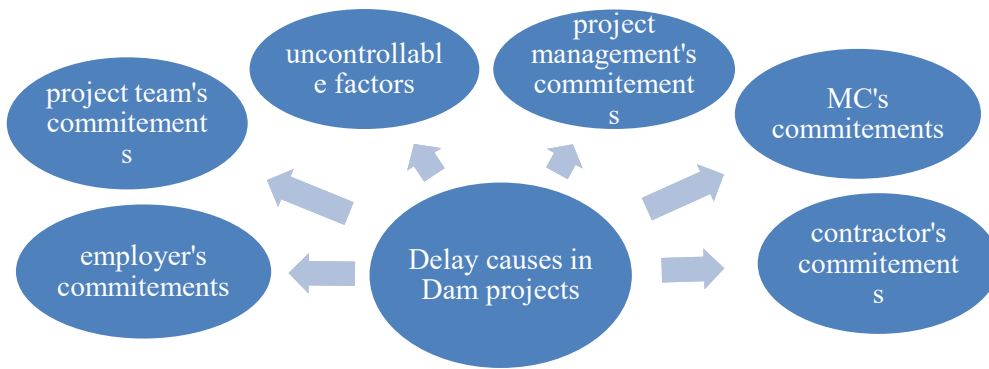 project
management's
commitement
s
uncontrollabl
e factors
project team's
commitement
s
MC's
commitements
employer's
commitements
Delay causes in
Dam projects
contractor's
commitement
s